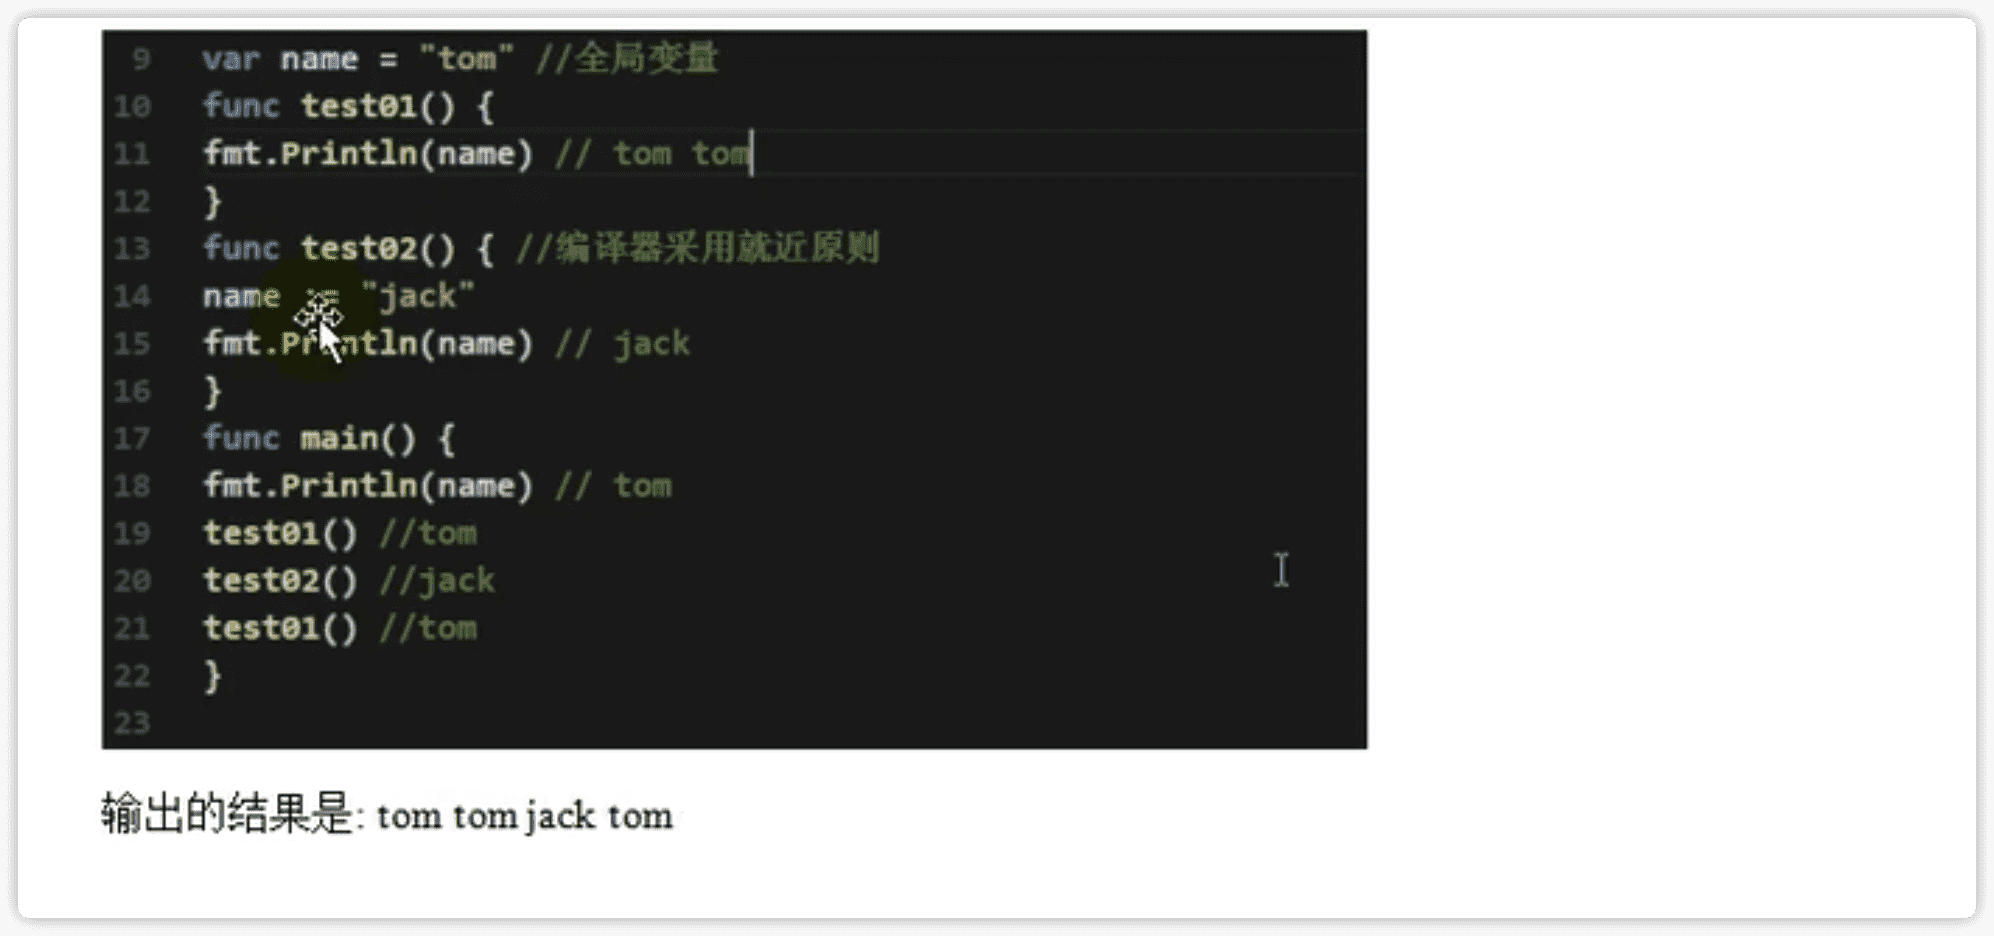 9 var name = "tom" //全局变量
10 func test01() {
11 fmt.Println(name) // tom tom
12 }
13 func test02() { //编译器采用就近原则
14 name := "jack"
15 fmt.Println(name) // jack
16 }
17 func main() {
18 fmt.Println(name) // tom
19 test01() //tom
20 test02() //jack
21 test01() //tom
22 }
23
输出的结果是: tom tom jack tom